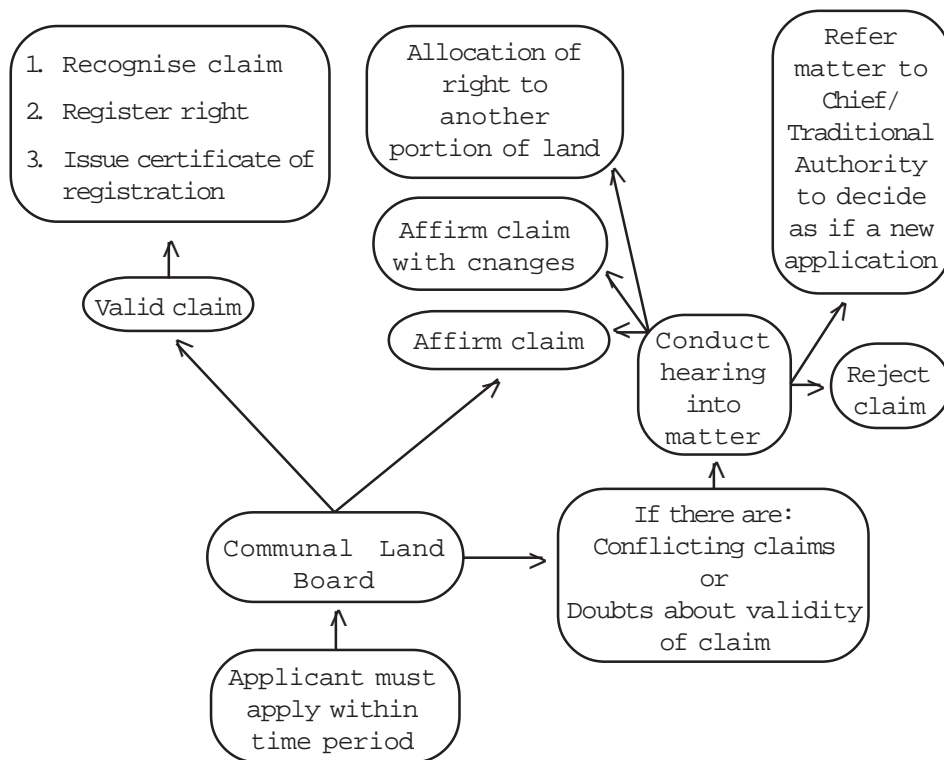 1. Recognise claim
2. Register right
3. Issue certificate of
registration
Allocation of
right to
another
portion of land
Refer
matter to
Chief/
Traditional
Authority
to decide
as if a new
application
Affirm claim
with cnanges
Valid claim
Affirm claim
Conduct
hearing
into
matter
Reject
claim
If there are:
Conflicting claims
or
Doubts about validity
of claim
Communal Land
Board
Applicant must
apply within
time period